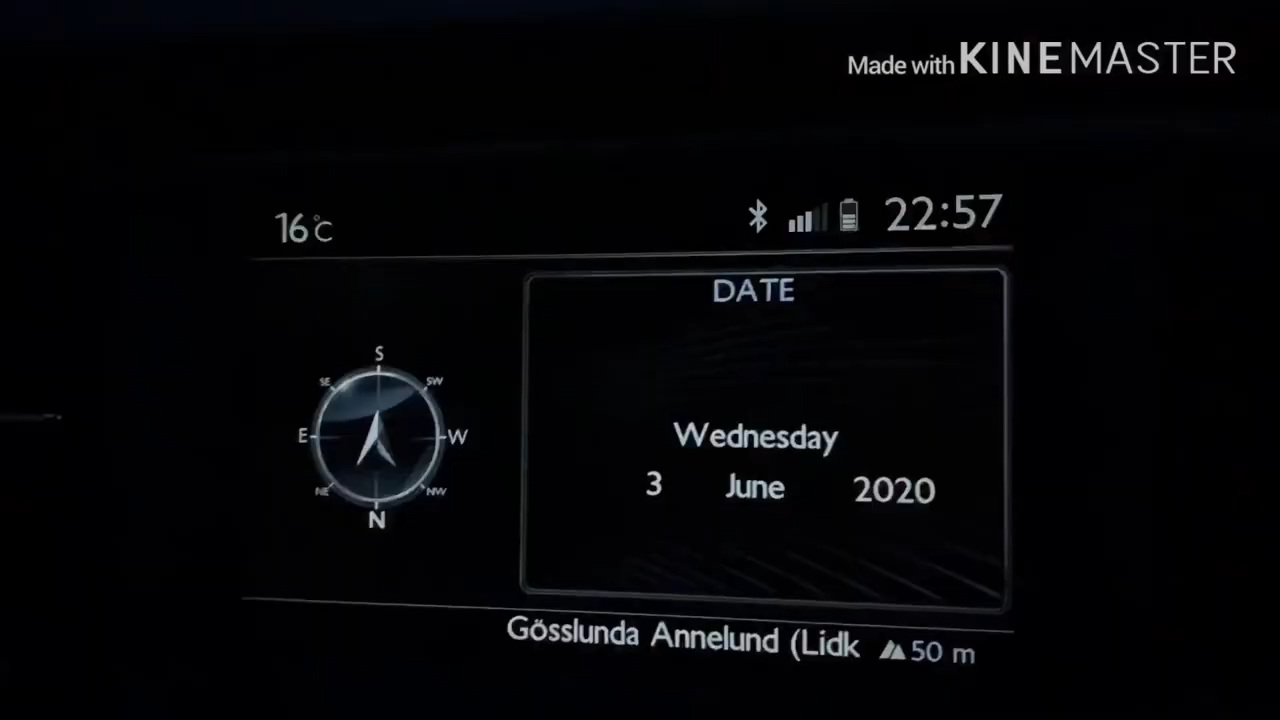 Made with KINEMASTER
16°C
22:57
DATE
S
SE
SW
E
W
NE
NW
N
Wednesday
3 June 2020
Gösslunda Annelund (Lidk
50 m